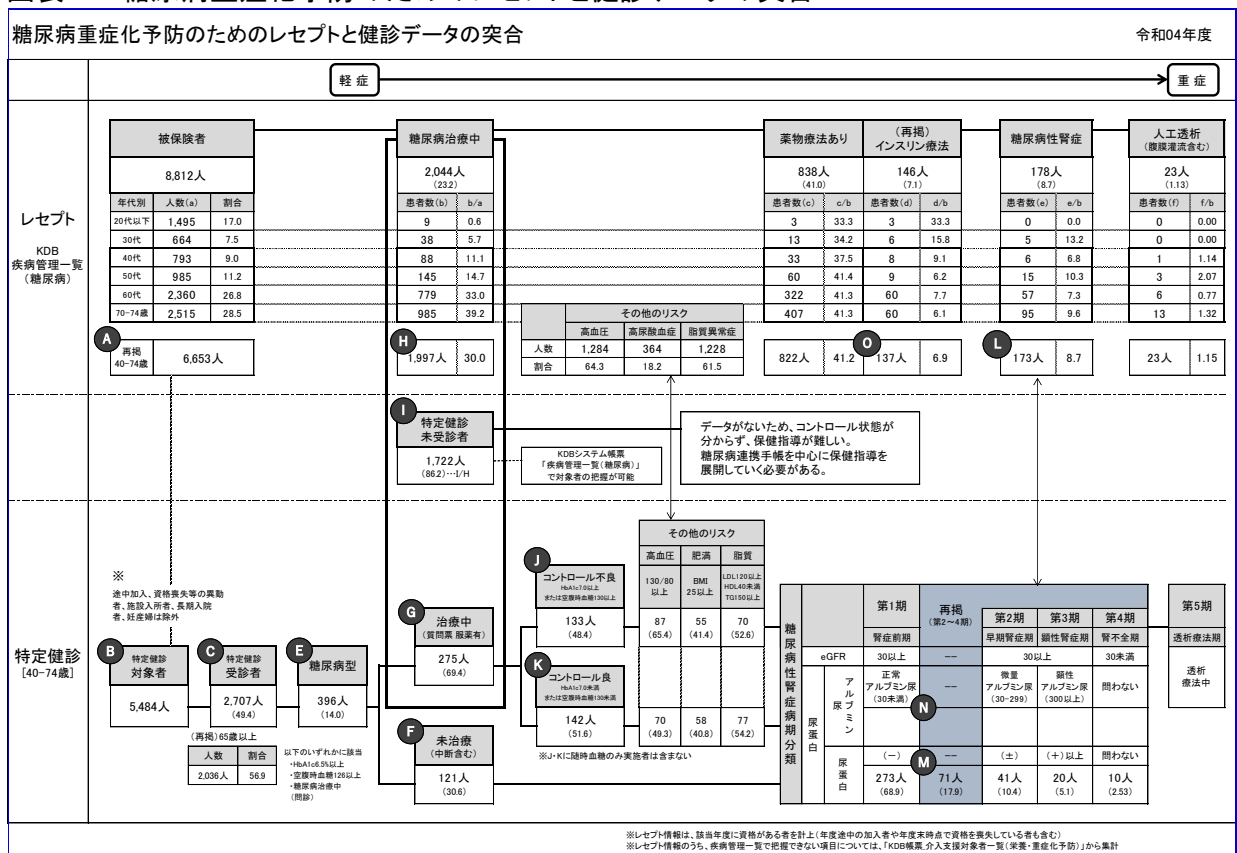 糖尿病重症化予防のためのレセプトと健診データの突合 令和04年度
軽症 重症
レセプト
KDB
疾病管理一覧
(糖尿病)
被保険者
8,812人
年代別 人数(a) 割合
20代以下 1,495 17.0
30代 664 7.5
40代 793 9.0
50代 985 11.2
60代 2,360 26.8
70-74歳 2,515 28.5
A
再掲
40-74歳 6,653人
糖尿病治療中
2,044人
(23.2)
患者数(b) b/a
9 0.6
38 5.7
88 11.1
145 14.7
779 33.0
985 39.2
H
1,997人 30.0
その他のリスク
高血圧 高尿酸血症 脂質異常症
人数 1,284 364 1,228
割合 64.3 18.2 61.5
薬物療法あり
838人
(41.0)
患者数(c) c/b
3 33.3
13 34.2
33 37.5
60 41.4
322 41.3
407 41.3
822人 41.2
(再掲)
インスリン療法
146人
(7.1)
患者数(d) d/b
3 33.3
6 15.8
8 9.1
9 6.2
60 7.7
60 6.1
O
137人 6.9
糖尿病性腎症
178人
(8.7)
患者数(e) e/b
0 0.0
5 13.2
6 6.8
15 10.3
57 7.3
95 9.6
L
173人 8.7
人工透析
(腹膜灌流含む)
23人
(1.13)
患者数(f) f/b
0 0.00
0 0.00
1 1.14
3 2.07
6 0.77
13 1.32
23人 1.15
I
特定健診
未受診者
1,722人
(86.2)…I/H
KDBシステム帳票
「疾病管理一覧(糖尿病)」
で対象者の把握が可能
データがないため、コントロール状態が
分からず、保健指導が難しい。
糖尿病連携手帳を中心に保健指導を
展開していく必要がある。
特定健診
[40-74歳]
※
途中加入、資格喪失等の異動
者、施設入所者、長期入院
者、妊産婦は除外
B
特定健診
対象者
5,484人
C
特定健診
受診者
2,707人
(49.4)
(再掲)65歳以上
人数 割合
2,036人 56.9
E
糖尿病型
396人
(14.0)
以下のいずれかに該当
・HbA1c6.5%以上
・空腹時血糖126以上
・糖尿病治療中
(問診)
G
治療中
(質問票 服薬有)
275人
(69.4)
F
未治療
(中断含む)
121人
(30.6)
J
コントロール不良
HbA1c7.0以上
または空腹時血糖130以上
133人
(48.4)
K
コントロール良
HbA1c7.0未満
または空腹時血糖130未満
142人
(51.6)
その他のリスク
高血圧 肥満 脂質
130/80
以上
BMI
25以上
LDL120以上
HDL40未満
TG150以上
87 55 70
(65.4) (41.4) (52.6)
70 58 77
(49.3) (40.8) (54.2)
※J・Kに随時血糖のみ実施者は含まない
糖尿病性腎症病期分類
第1期 再掲
(第2～4期) 第2期 第3期 第4期 第5期
腎症前期 早期腎症期 顕性腎症期 腎不全期 透析療法期
eGFR 30以上 -- 30以上 30未満
透析
療法中
尿蛋白
尿アルブミン
正常
アルブミン尿
(30未満)
--
微量
アルブミン尿
(30-299)
顕性
アルブミン尿
(300以上)
問わない
N
尿蛋白
(－) -- (±) (＋)以上 問わない
M
273人 71人 41人 20人 10人
(68.9) (17.9) (10.4) (5.1) (2.53)
※レセプト情報は、該当年度に資格がある者を計上(年度途中の加入者や年度末時点で資格を喪失している者も含む)
※レセプト情報のうち、疾病管理一覧で把握できない項目については、「KDB帳票_介入支援対象者一覧(栄養・重症化予防)」から集計